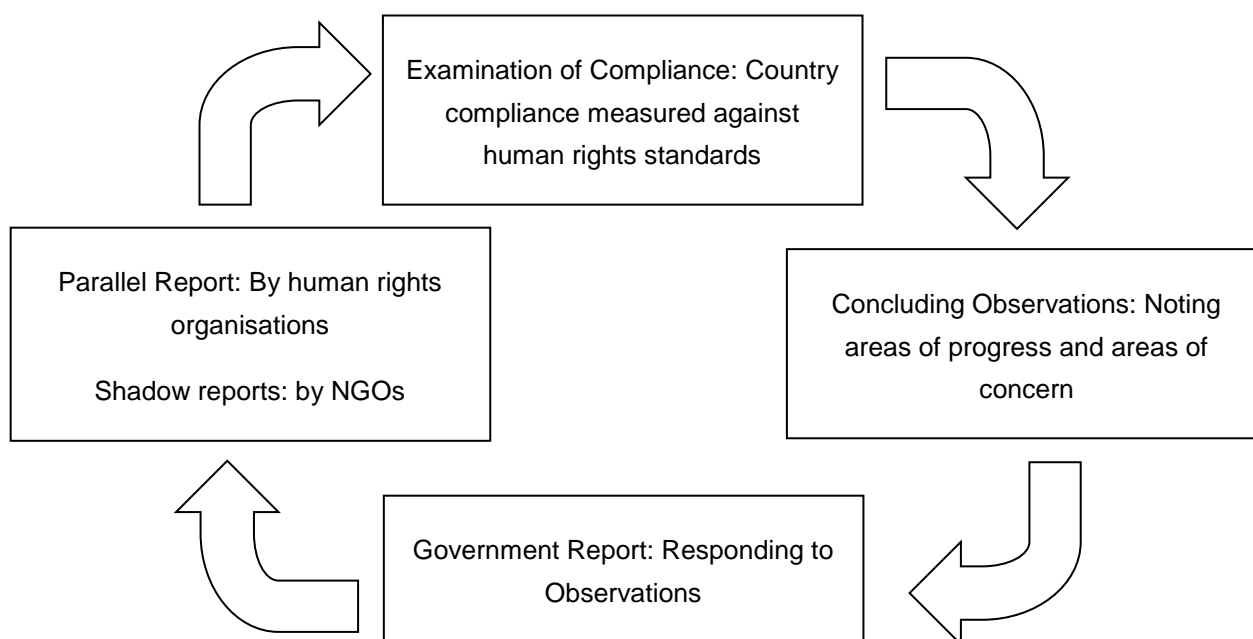 Examination of Compliance: Country
compliance measured against
human rights standards
Parallel Report: By human rights
organisations
Shadow reports: by NGOs
Concluding Observations: Noting
areas of progress and areas of
concern
Government Report: Responding to
Observations